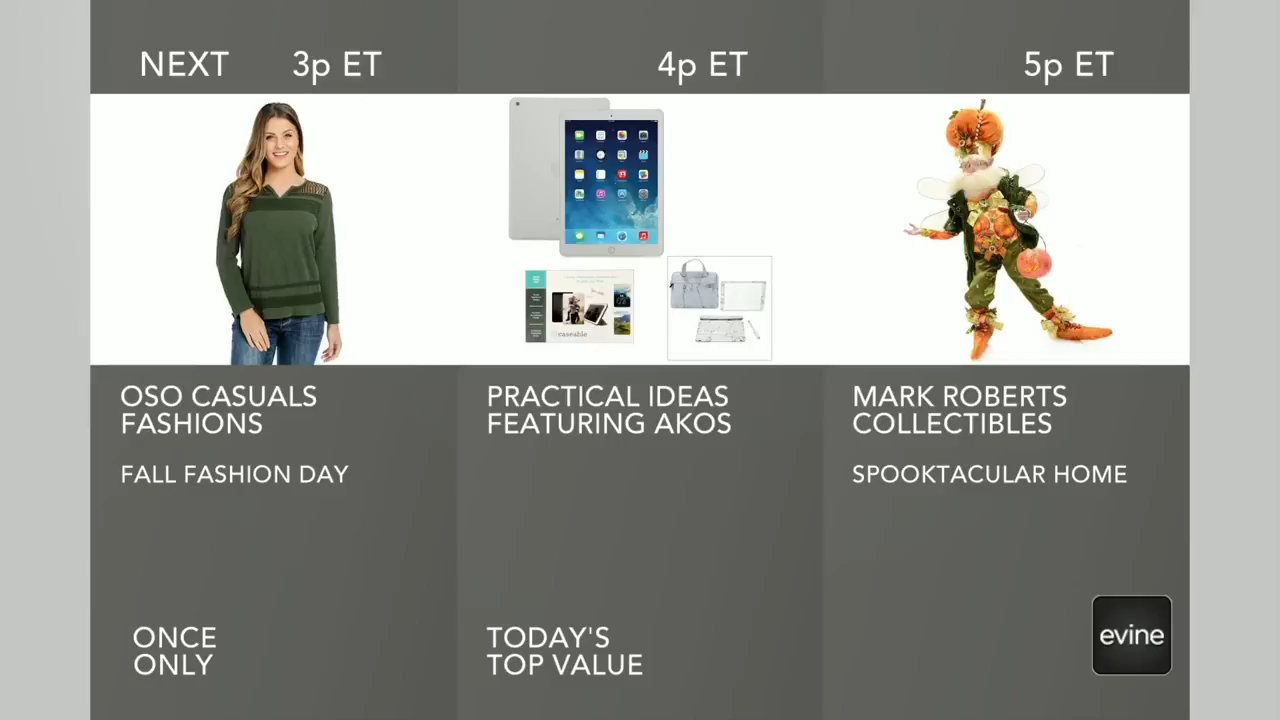 NEXT 3p ET
4p ET
5p ET
caseable
OSO CASUALS
FASHIONS
FALL FASHION DAY
PRACTICAL IDEAS
FEATURING AKOS
MARK ROBERTS
COLLECTIBLES
SPOOKTACULAR HOME
ONCE
ONLY
TODAY'S
TOP VALUE
evine